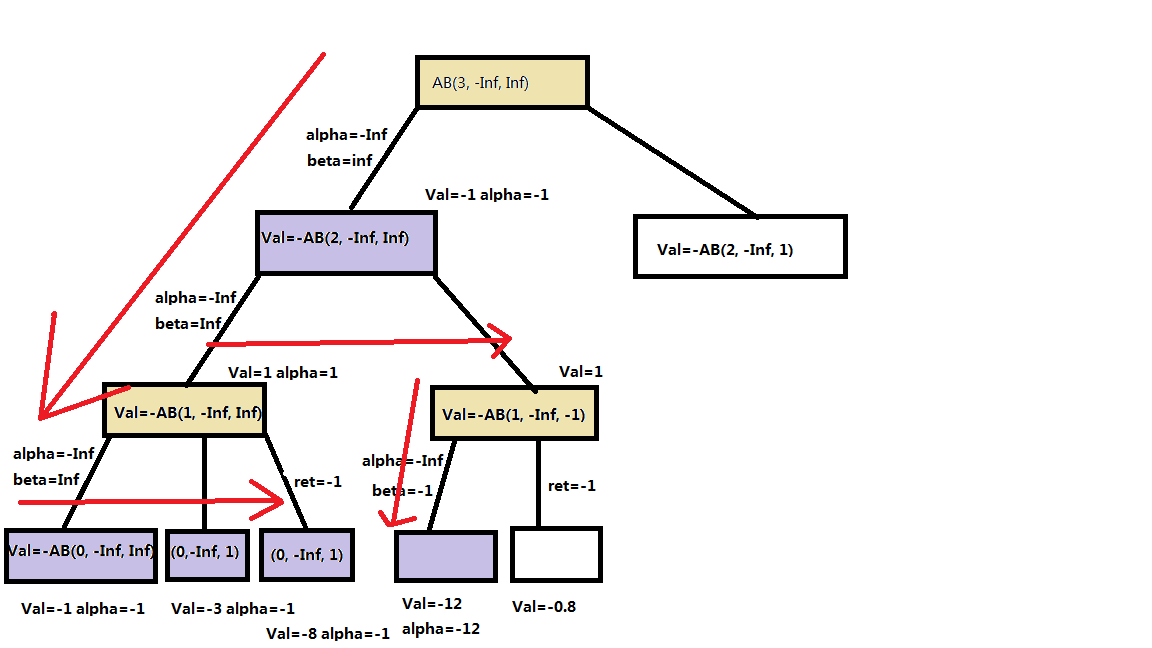 AB(3, -Inf, Inf)
alpha=-Inf
beta=inf
Val=-1 alpha=-1
Val=-AB(2, -Inf, Inf)
Val=-AB(2, -Inf, 1)
alpha=-Inf
beta=Inf
Val=1 alpha=1
Val=1
Val=-AB(1, -Inf, Inf)
Val=-AB(1, -Inf, -1)
alpha=-Inf
beta=Inf
ret=-1
alpha=-Inf
beta=-1
ret=-1
Val=-AB(0, -Inf, Inf)
(0,-Inf, 1)
(0, -Inf, 1)
Val=-1 alpha=-1
Val=-3 alpha=-1
Val=-8 alpha=-1
Val=-12
alpha=-12
Val=-0.8